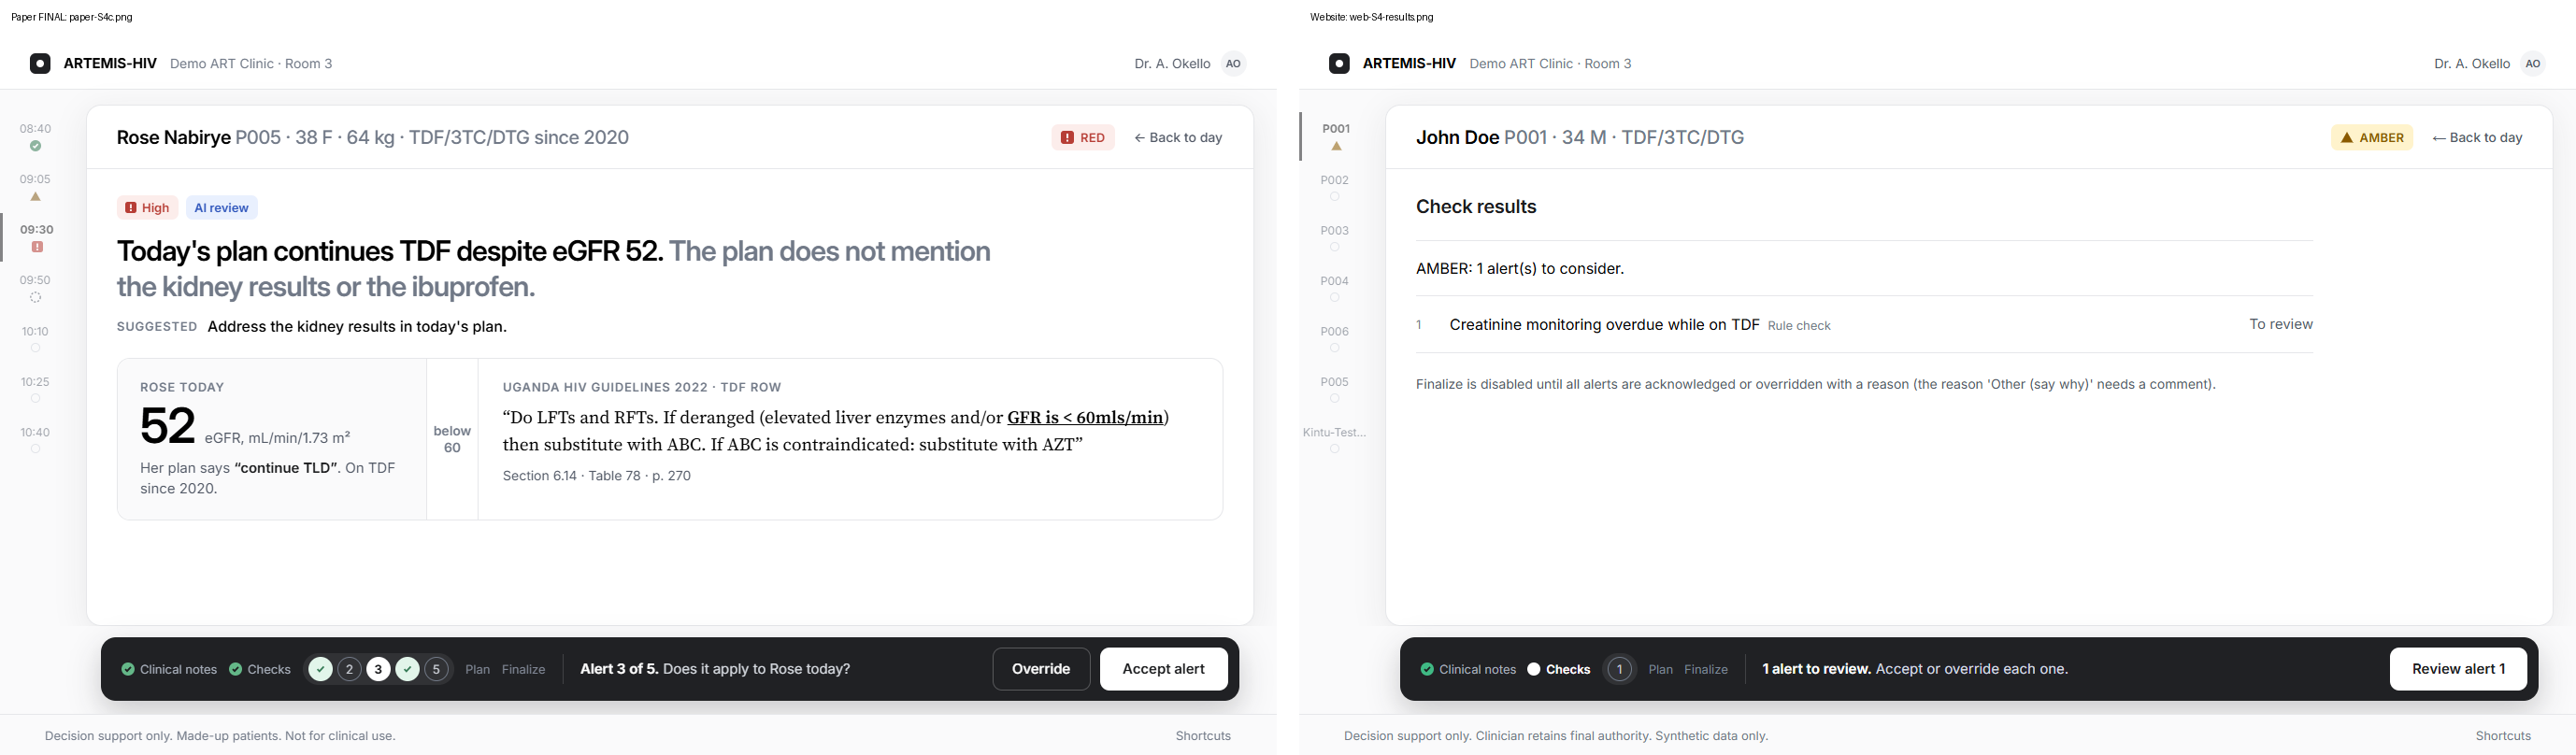 Paper FINAL: paper-S4c.png
ARTEMIS-HIV Demo ART Clinic · Room 3
Dr. A. Okello AO
08:40
09:05
09:30
09:50
10:10
10:25
10:40
Rose Nabirye P005 · 38 F · 64 kg · TDF/3TC/DTG since 2020
RED
← Back to day
High
AI review
Today's plan continues TDF despite eGFR 52. The plan does not mention
the kidney results or the ibuprofen.
SUGGESTED Address the kidney results in today's plan.
ROSE TODAY
52 eGFR, mL/min/1.73 m²
Her plan says “continue TLD”. On TDF
since 2020.
below
60
UGANDA HIV GUIDELINES 2022 · TDF ROW
“Do LFTs and RFTs. If deranged (elevated liver enzymes and/or GFR is < 60mls/min)
then substitute with ABC. If ABC is contraindicated: substitute with AZT”
Section 6.14 · Table 78 · p. 270
Clinical notes Checks 2 3 5 Plan Finalize Alert 3 of 5. Does it apply to Rose today? Override Accept alert
Decision support only. Made-up patients. Not for clinical use. Shortcuts
Website: web-S4-results.png
ARTEMIS-HIV Demo ART Clinic · Room 3
Dr. A. Okello AO
P001
P002
P003
P004
P006
P005
Kintu-Test...
John Doe P001 · 34 M · TDF/3TC/DTG
AMBER
← Back to day
Check results
AMBER: 1 alert(s) to consider.
1 Creatinine monitoring overdue while on TDF Rule check To review
Finalize is disabled until all alerts are acknowledged or overridden with a reason (the reason 'Other (say why)' needs a comment).
Clinical notes Checks 1 Plan Finalize 1 alert to review. Accept or override each one. Review alert 1
Decision support only. Clinician retains final authority. Synthetic data only. Shortcuts